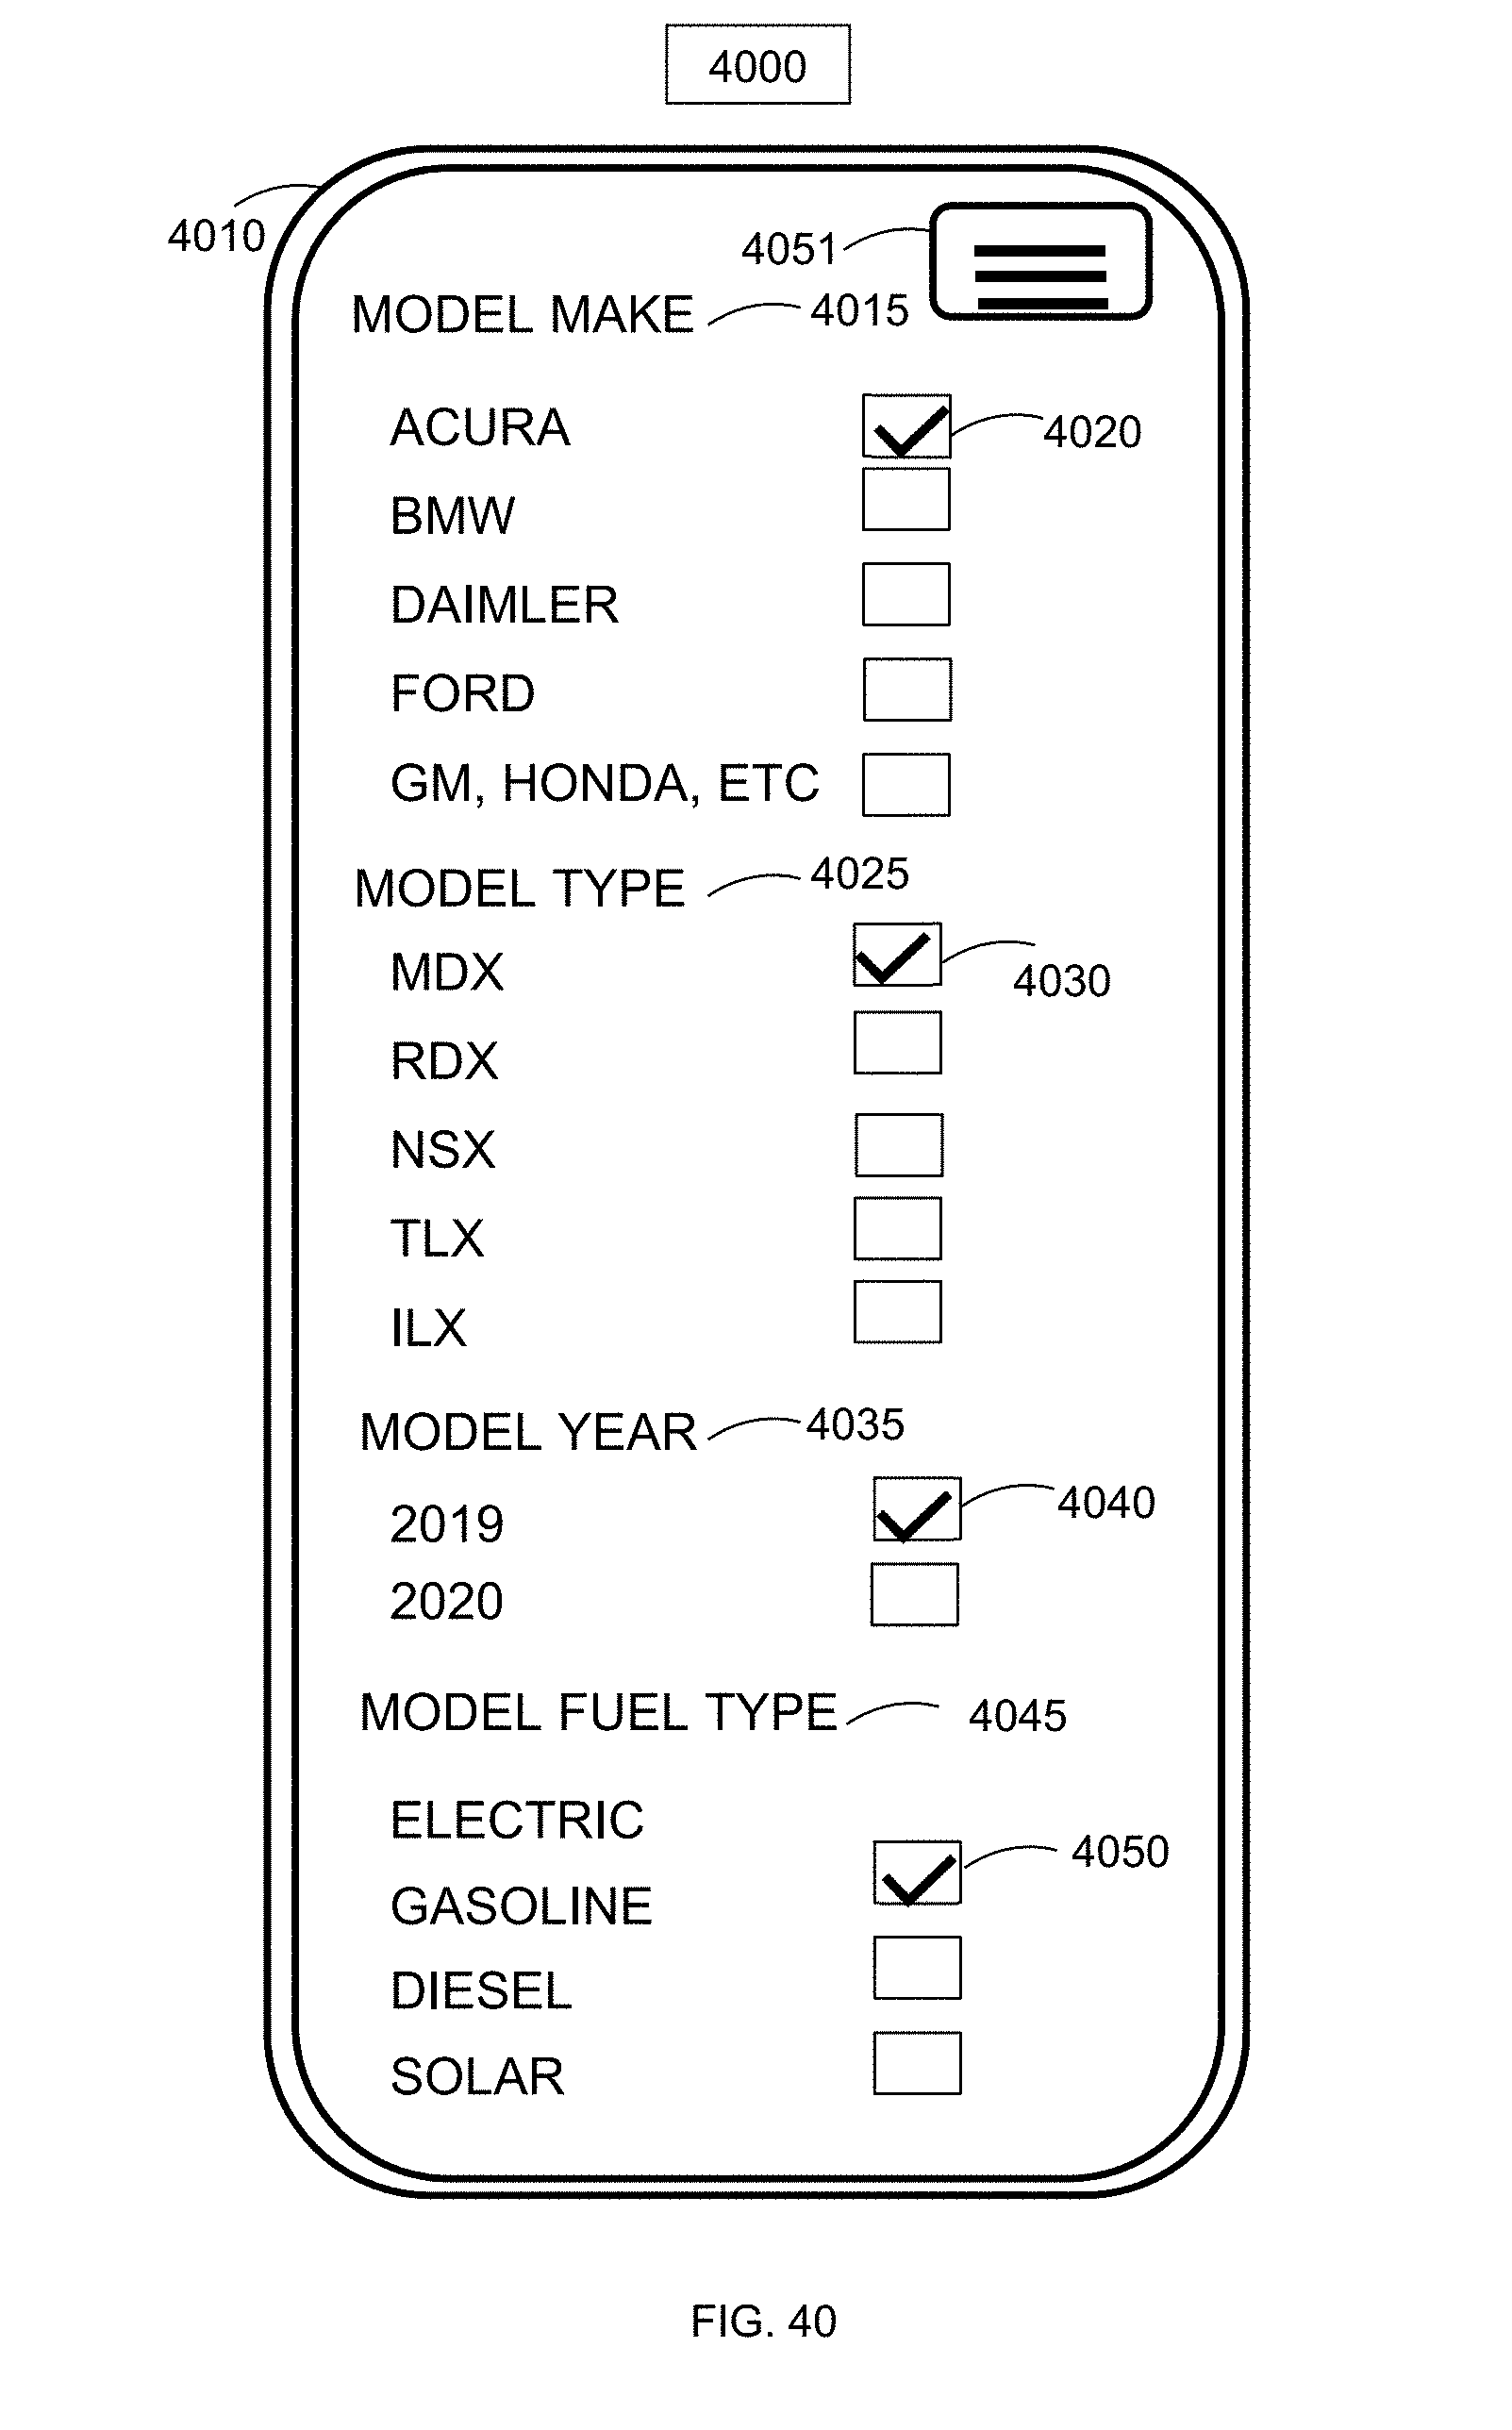 4000
4010
4051
MODEL MAKE 4015
ACURA 4020
BMW
DAIMLER
FORD
GM, HONDA, ETC
MODEL TYPE 4025
MDX 4030
RDX
NSX
TLX
ILX
MODEL YEAR 4035
2019 4040
2020
MODEL FUEL TYPE 4045
ELECTRIC
4050
GASOLINE
DIESEL
SOLAR
FIG. 40